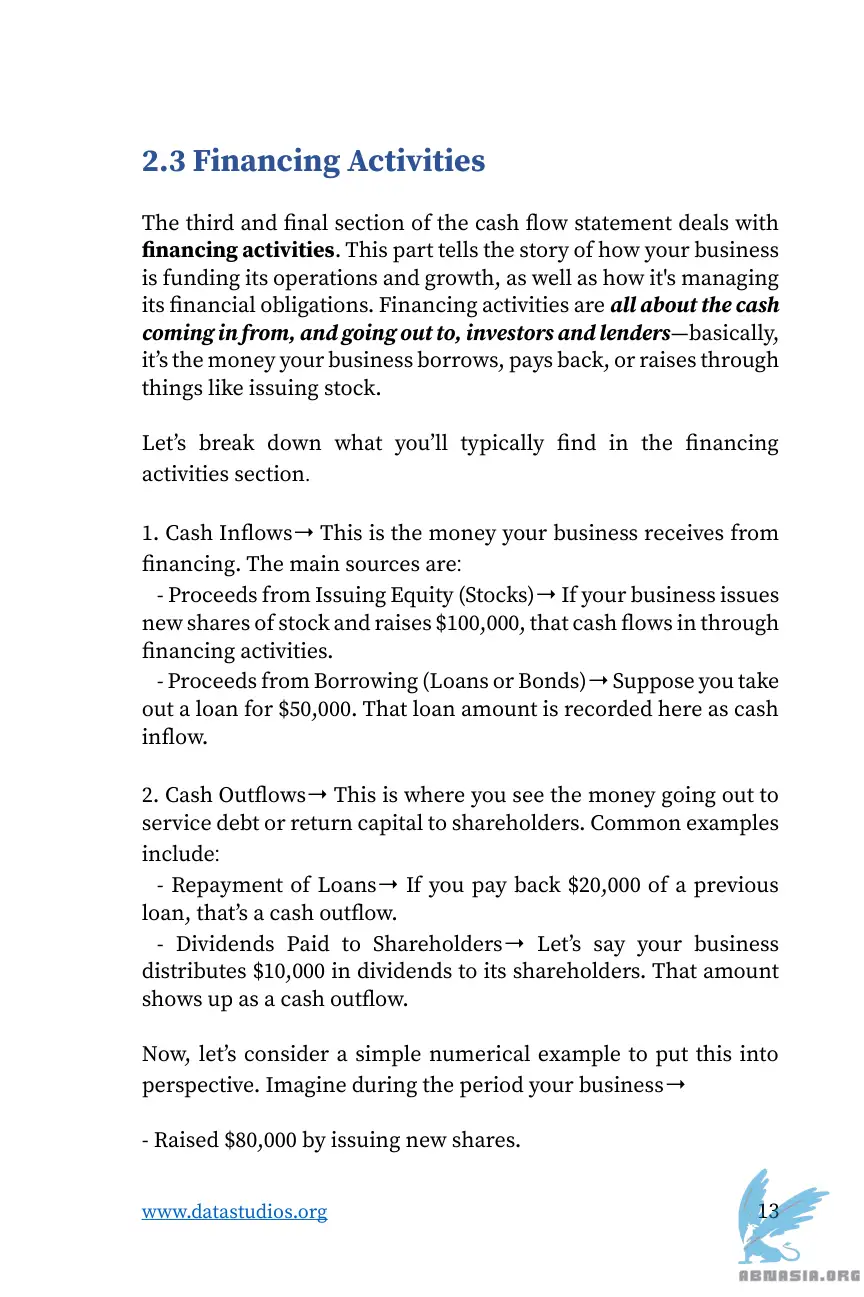 2.3 Financing Activities
The third and final section of the cash flow statement deals with
financing activities. This part tells the story of how your business
is funding its operations and growth, as well as how it's managing
its financial obligations. Financing activities are all about the cash
coming in from, and going out to, investors and lenders—basically,
it’s the money your business borrows, pays back, or raises through
things like issuing stock.
Let’s break down what you’ll typically find in the financing
activities section.
1. Cash Inflows→ This is the money your business receives from
financing. The main sources are:
- Proceeds from Issuing Equity (Stocks)→ If your business issues
new shares of stock and raises $100,000, that cash flows in through
financing activities.
- Proceeds from Borrowing (Loans or Bonds)→ Suppose you take
out a loan for $50,000. That loan amount is recorded here as cash
inflow.
2. Cash Outflows→ This is where you see the money going out to
service debt or return capital to shareholders. Common examples
include:
- Repayment of Loans→ If you pay back $20,000 of a previous
loan, that’s a cash outflow.
- Dividends Paid to Shareholders→ Let’s say your business
distributes $10,000 in dividends to its shareholders. That amount
shows up as a cash outflow.
Now, let’s consider a simple numerical example to put this into
perspective. Imagine during the period your business→
- Raised $80,000 by issuing new shares.
www.datastudios.org 13
ABNASIA.ORG